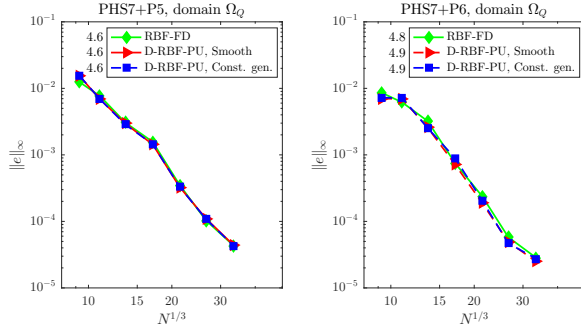 PHS7+P5, domain Ω_Q
4.6 RBF-FD
4.6 D-RBF-PU, Smooth
4.6 D-RBF-PU, Const. gen.
10^{-1}
10^{-2}
10^{-3}
10^{-4}
10^{-5}
‖e‖_∞
10 15 20 30
N^{1/3}
PHS7+P6, domain Ω_Q
4.8 RBF-FD
4.9 D-RBF-PU, Smooth
4.9 D-RBF-PU, Const. gen.
10^{-1}
10^{-2}
10^{-3}
10^{-4}
10^{-5}
‖e‖_∞
10 15 20 30
N^{1/3}